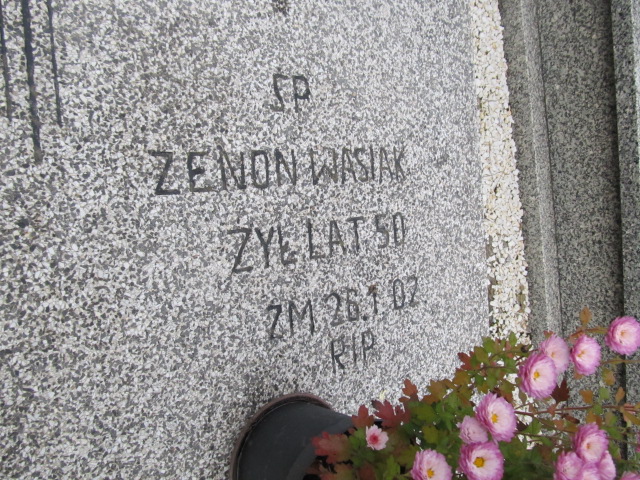 SP
ZENON WASIAK
ŻYŁ LAT 50
ZM 26.1 02
RIP